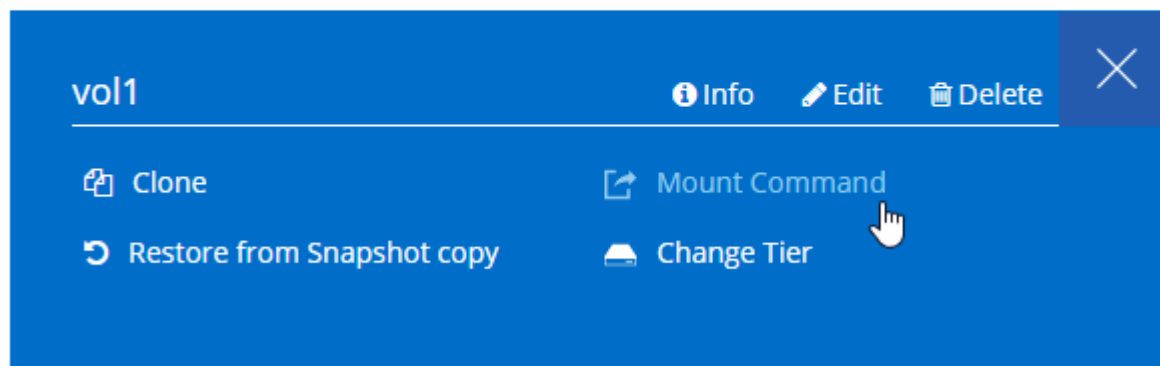 vol1 Info Edit Delete
Clone Mount Command
Restore from Snapshot copy Change Tier